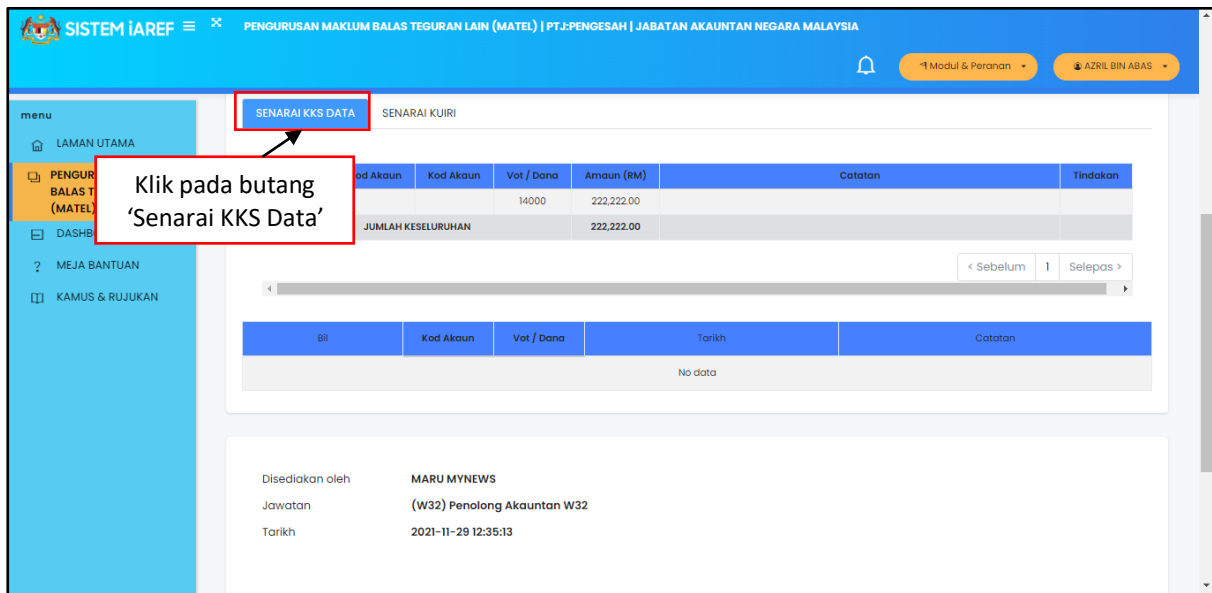 SISTEM iAREF
PENGURUSAN MAKLUM BALAS TEGURAN LAIN (MATEL) | PTJ:PENGESAH | JABATAN AKAUNTAN NEGARA MALAYSIA
Modul & Peranan
AZRIL BIN ABAS
menu
LAMAN UTAMA
PENGUR
BALAS T
(MATEL)
DASHB
MEJA BANTUAN
KAMUS & RUJUKAN
SENARAI KKS DATA
SENARAI KUIRI
Klik pada butang
'Senarai KKS Data'
od Akaun Kod Akaun Vot / Dana Amaun (RM) Catatan Tindakan
14000 222,222.00
JUMLAH KESELURUHAN 222,222.00
< Sebelum 1 Selepas >
Bil Kod Akaun Vot / Dana Tarikh Catatan
No data
Disediakan oleh MARU MYNEWS
Jawatan (W32) Penolong Akauntan W32
Tarikh 2021-11-29 12:35:13